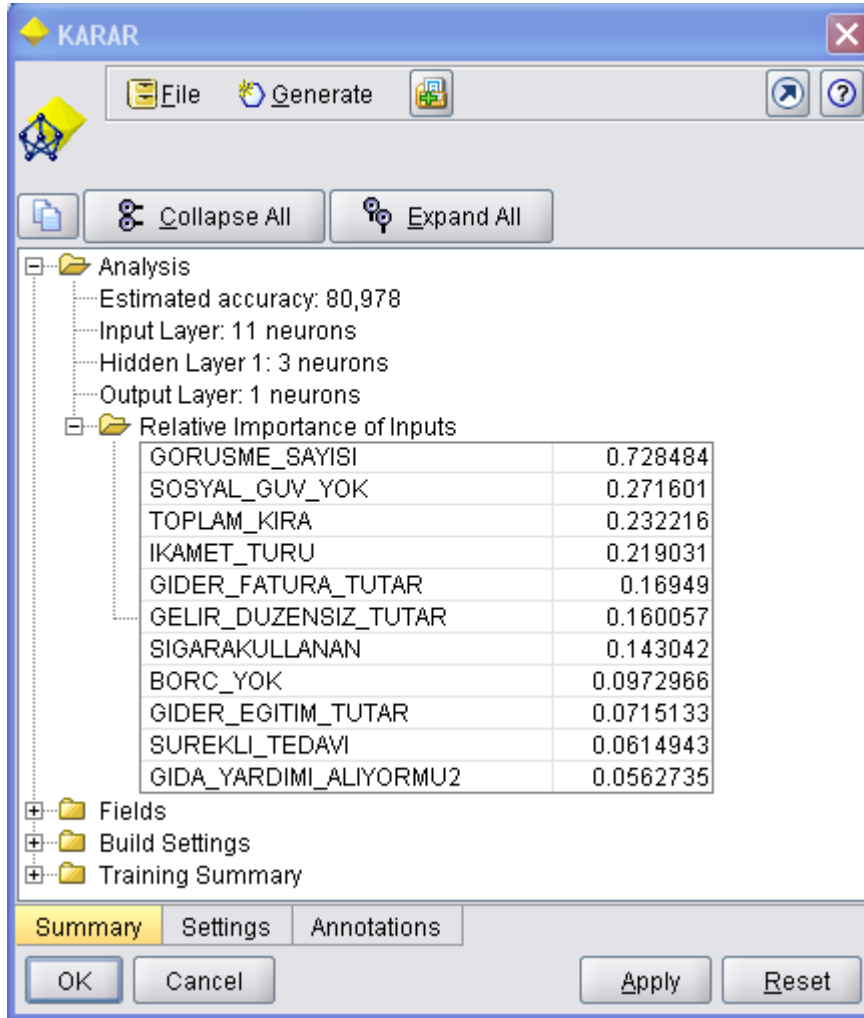 KARAR
File Generate
Collapse All Expand All
Analysis
Estimated accuracy: 80,978
Input Layer: 11 neurons
Hidden Layer 1: 3 neurons
Output Layer: 1 neurons
Relative Importance of Inputs
GORUSME_SAYISI 0.728484
SOSYAL_GUV_YOK 0.271601
TOPLAM_KIRA 0.232216
IKAMET_TURU 0.219031
GIDER_FATURA_TUTAR 0.16949
GELIR_DUZENSIZ_TUTAR 0.160057
SIGARAKULLANAN 0.143042
BORC_YOK 0.0972966
GIDER_EGITIM_TUTAR 0.0715133
SUREKLI_TEDAVI 0.0614943
GIDA_YARDIMI_ALIYORMU2 0.0562735
Fields
Build Settings
Training Summary
Summary Settings Annotations
OK Cancel Apply Reset